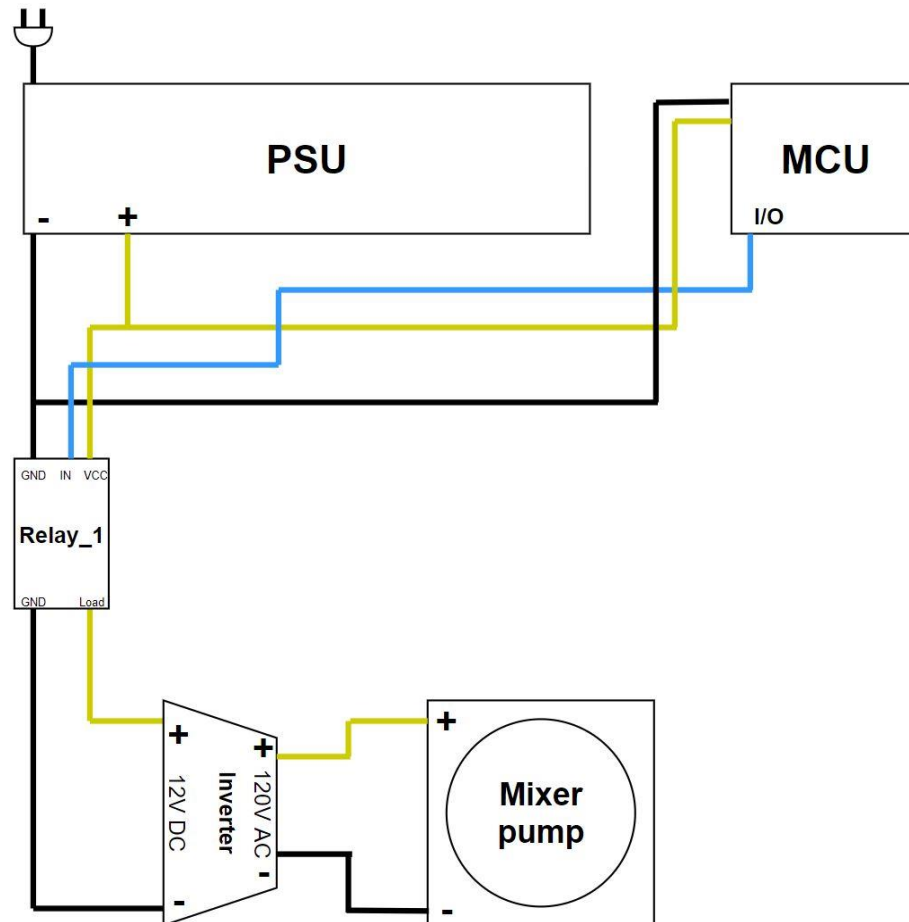 PSU
MCU
- +
I/O
GND IN VCC
Relay_1
GND Load
+
+
+
12V DC
Inverter
120V AC
Mixer
pump
-
-
-